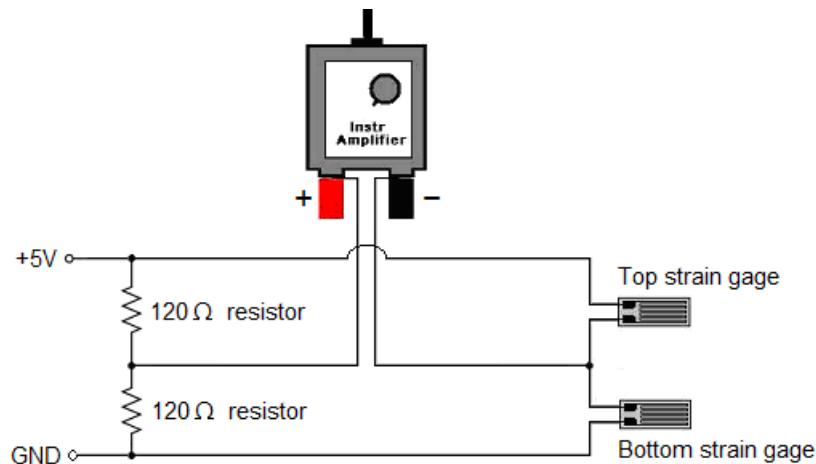 Instr
Amplifier
+ −
+5V
Top strain gage
120 Ω resistor
120 Ω resistor
GND
Bottom strain gage